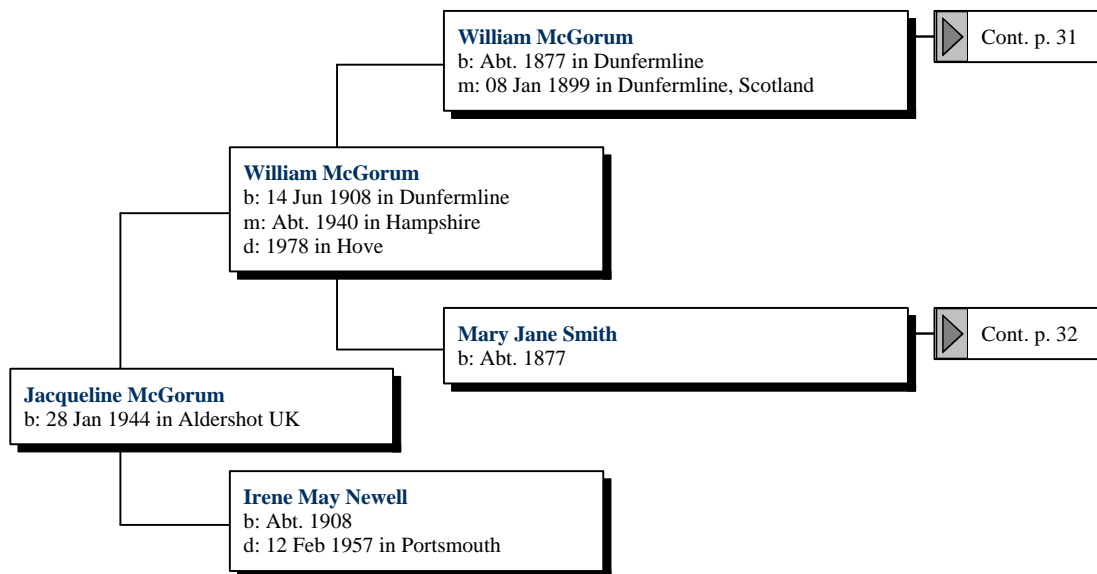 William McGorum
b: Abt. 1877 in Dunfermline
m: 08 Jan 1899 in Dunfermline, Scotland
Cont. p. 31
William McGorum
b: 14 Jun 1908 in Dunfermline
m: Abt. 1940 in Hampshire
d: 1978 in Hove
Mary Jane Smith
b: Abt. 1877
Cont. p. 32
Jacqueline McGorum
b: 28 Jan 1944 in Aldershot UK
Irene May Newell
b: Abt. 1908
d: 12 Feb 1957 in Portsmouth